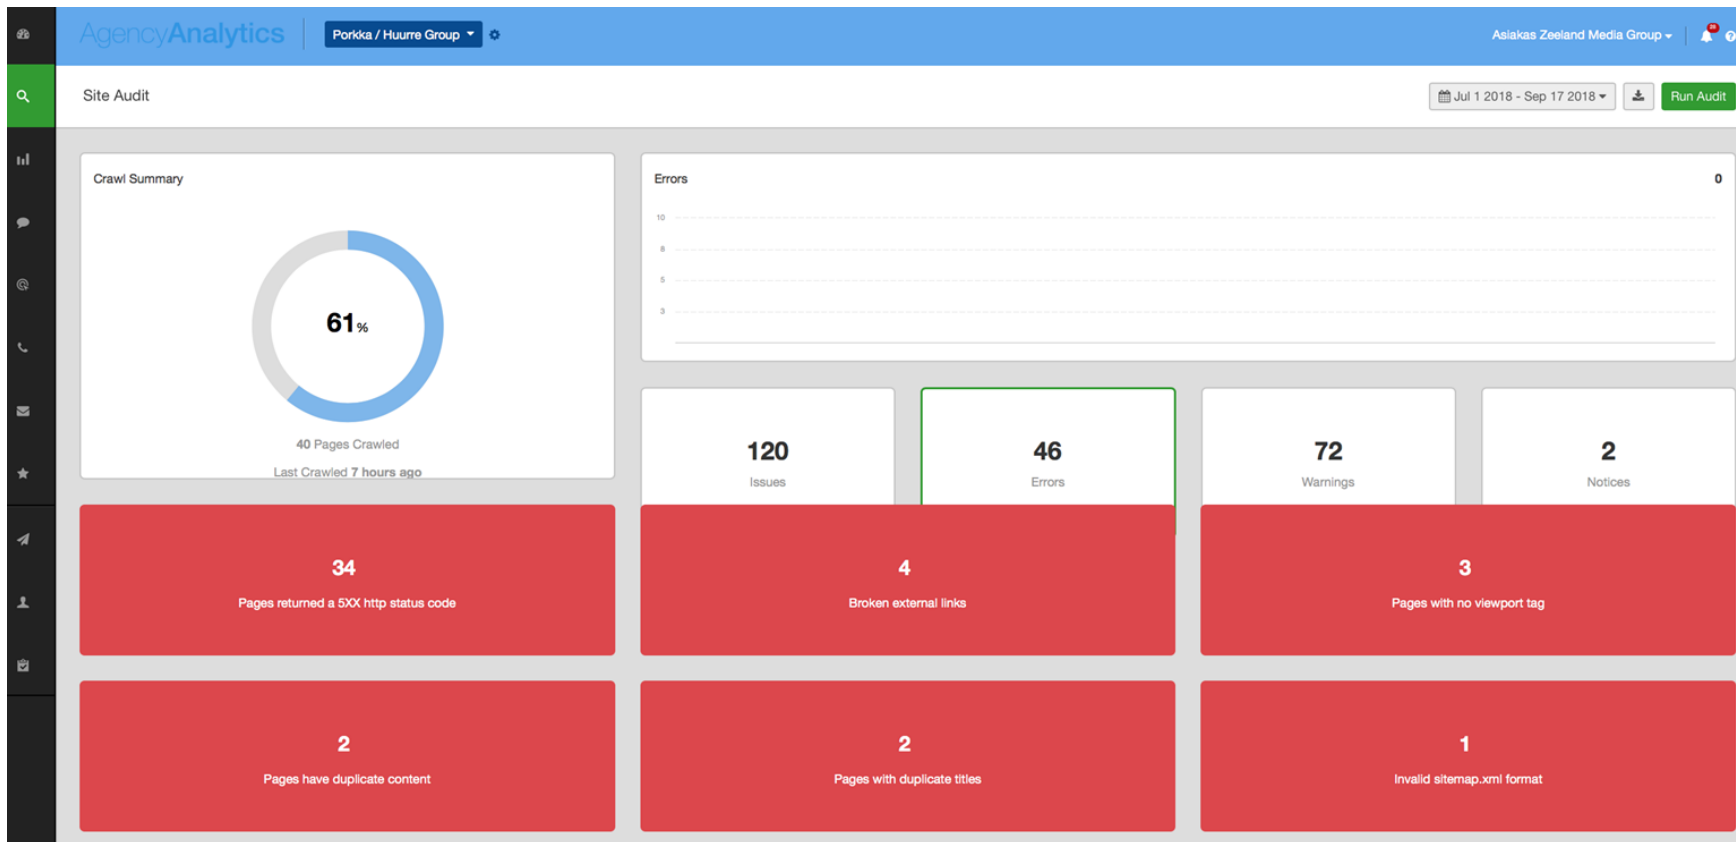 AgencyAnalytics
Porkka / Huurre Group
Asiakas Zeeland Media Group
Site Audit
Jul 1 2018 - Sep 17 2018
Run Audit
Crawl Summary
61%
40 Pages Crawled
Last Crawled 7 hours ago
Errors
0
10
8
5
3
120
Issues
46
Errors
72
Warnings
2
Notices
34
Pages returned a 5XX http status code
4
Broken external links
3
Pages with no viewport tag
2
Pages have duplicate content
2
Pages with duplicate titles
1
Invalid sitemap.xml format